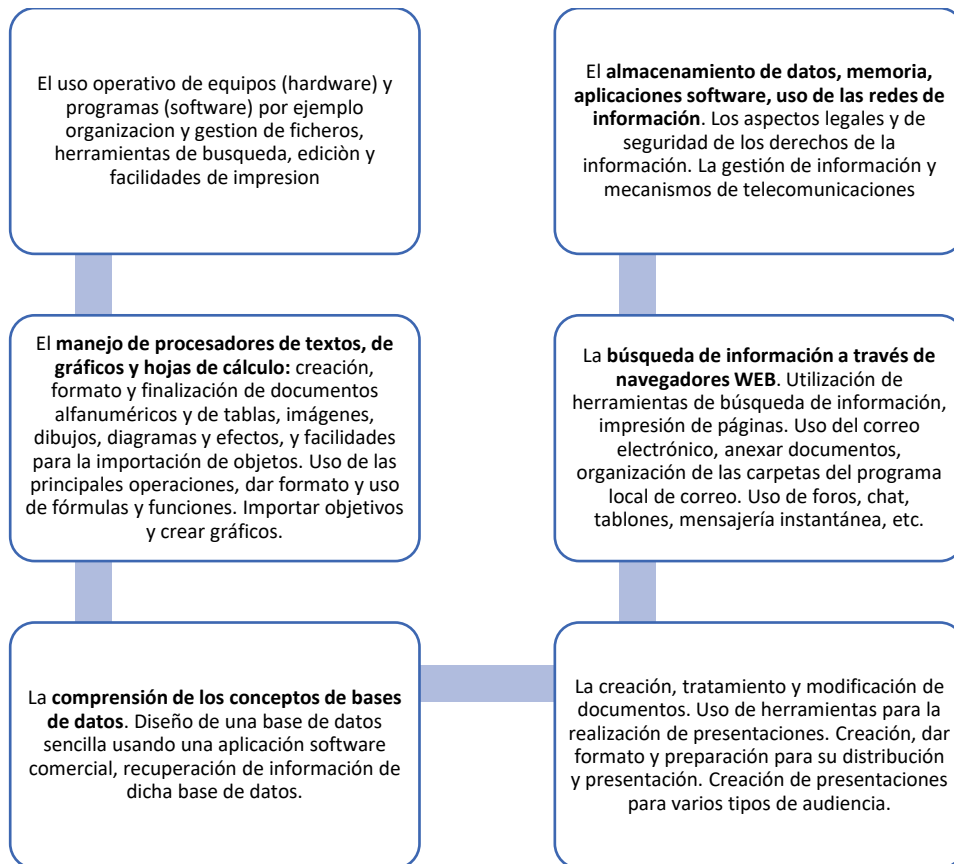 El uso operativo de equipos (hardware) y
programas (software) por ejemplo
organizacion y gestion de ficheros,
herramientas de busqueda, ediciòn y
facilidades de impresion
El manejo de procesadores de textos, de
gráficos y hojas de cálculo: creación,
formato y finalización de documentos
alfanuméricos y de tablas, imágenes,
dibujos, diagramas y efectos, y facilidades
para la importación de objetos. Uso de las
principales operaciones, dar formato y uso
de fórmulas y funciones. Importar objetivos
y crear gráficos.
La comprensión de los conceptos de bases
de datos. Diseño de una base de datos
sencilla usando una aplicación software
comercial, recuperación de información de
dicha base de datos.
La creación, tratamiento y modificación de
documentos. Uso de herramientas para la
realización de presentaciones. Creación, dar
formato y preparación para su distribución
y presentación. Creación de presentaciones
para varios tipos de audiencia.
La búsqueda de información a través de
navegadores WEB. Utilización de
herramientas de búsqueda de información,
impresión de páginas. Uso del correo
electrónico, anexar documentos,
organización de las carpetas del programa
local de correo. Uso de foros, chat,
tablones, mensajería instantánea, etc.
El almacenamiento de datos, memoria,
aplicaciones software, uso de las redes de
información. Los aspectos legales y de
seguridad de los derechos de la
información. La gestión de información y
mecanismos de telecomunicaciones